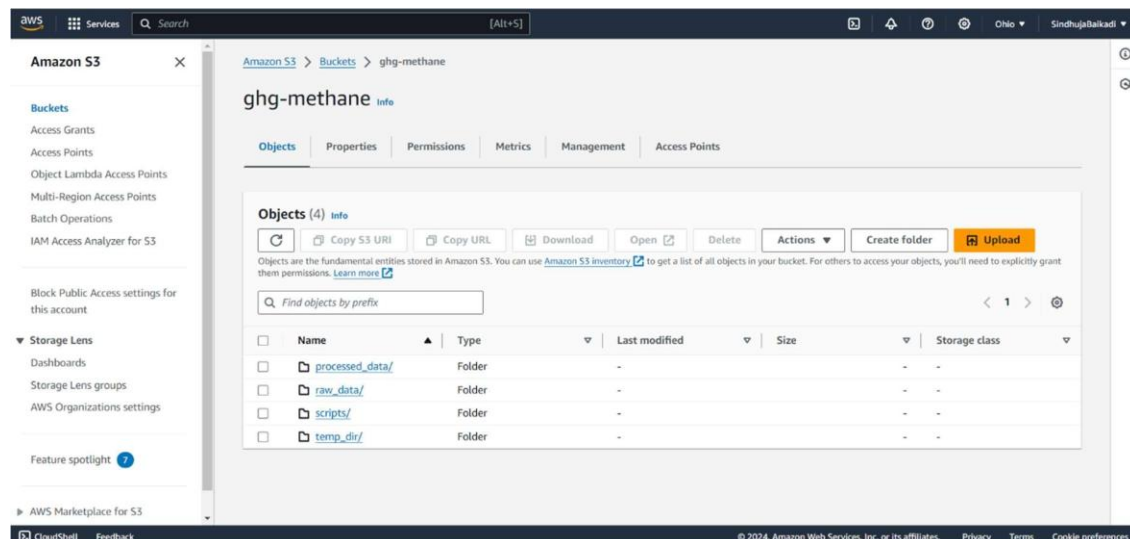 aws Services Search [Alt+S] Ohio ▼ SindhujaBalkadi ▼
Amazon S3
Buckets
Access Grants
Access Points
Object Lambda Access Points
Multi-Region Access Points
Batch Operations
IAM Access Analyzer for S3
Block Public Access settings for
this account
▼ Storage Lens
Dashboards
Storage Lens groups
AWS Organizations settings
Feature spotlight 7
▶ AWS Marketplace for S3
Amazon S3 > Buckets > ghg-methane
ghg-methane Info
Objects Properties Permissions Metrics Management Access Points
Objects (4) Info
Copy S3 URI Copy URL Download Open Delete Actions ▼ Create folder Upload
Objects are the fundamental entities stored in Amazon S3. You can use Amazon S3 inventory to get a list of all objects in your bucket. For others to access your objects, you'll need to explicitly grant
them permissions. Learn more
Find objects by prefix < 1 >
Name ▲ Type Last modified Size Storage class
processed_data/ Folder - - -
raw_data/ Folder - - -
scripts/ Folder - - -
temp_dir/ Folder - - -
CloudShell Feedback © 2024, Amazon Web Services, Inc. or its affiliates. Privacy Terms Cookie preferences